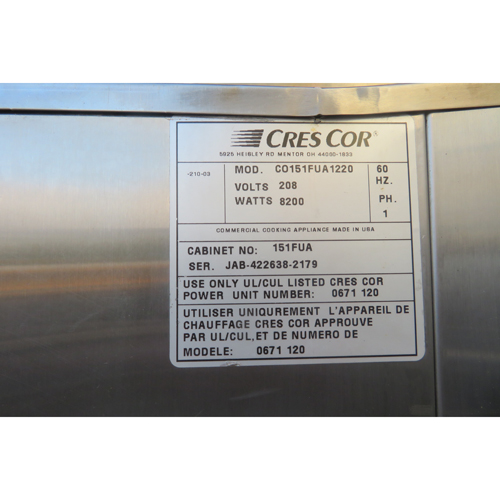 CRES COR®
5925 HEISLEY RD MENTOR OH 44060-1833
-210-03
MOD. CO151FUA1220
60 HZ.
VOLTS 208
WATTS 8200
PH. 1
COMMERCIAL COOKING APPLIANCE MADE IN USA
CABINET NO: 151FUA
SER. JAB-422638-2179
USE ONLY UL/CUL LISTED CRES COR
POWER UNIT NUMBER: 0671 120
UTILISER UNIQUREMENT L'APPAREIL DE
CHAUFFAGE CRES COR APPROUVE
PAR UL/CUL,ET DE NUMERO DE
MODELE: 0671 120